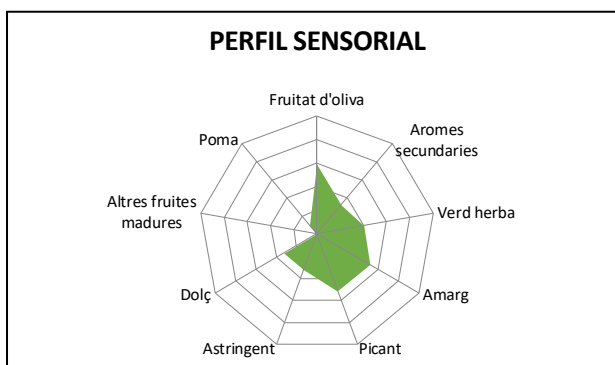 PERFIL SENSORIAL
Fruitat d'oliva
Aromes
secundaries
Verd herba
Amarg
Picant
Astringent
Dolç
Altres fruites
madures
Poma